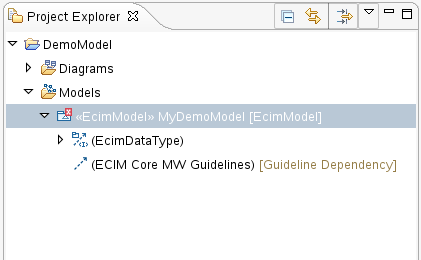 Project Explorer
DemoModel
Diagrams
Models
«EcimModel» MyDemoModel [EcimModel]
(EcimDataType)
(ECIM Core MW Guidelines) [Guideline Dependency]